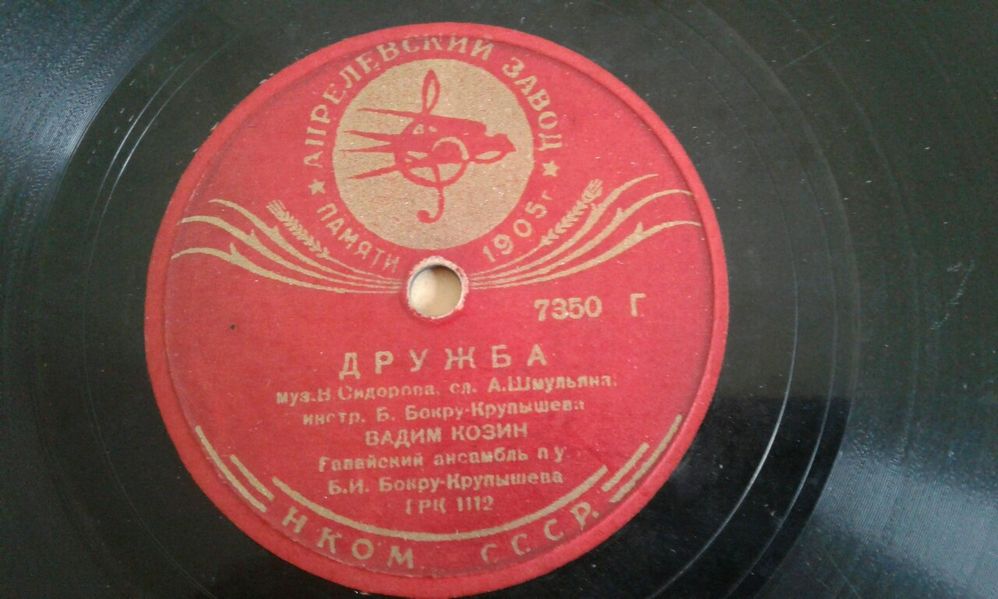 АПРЕЛЕВСКИЙ ЗАВОД
★ ПАМЯТИ 1905 г ★
7350 Г
ДРУЖБА
муз. В Сидорова, сл. А.Шмульяна,
инстр. Б. Бокру-Крупышева
ВАДИМ КОЗИН
Гавайский ансамбль п/у
Б.И. Бокру-Крупышева
ГРК 1112
НКОМ СССР.